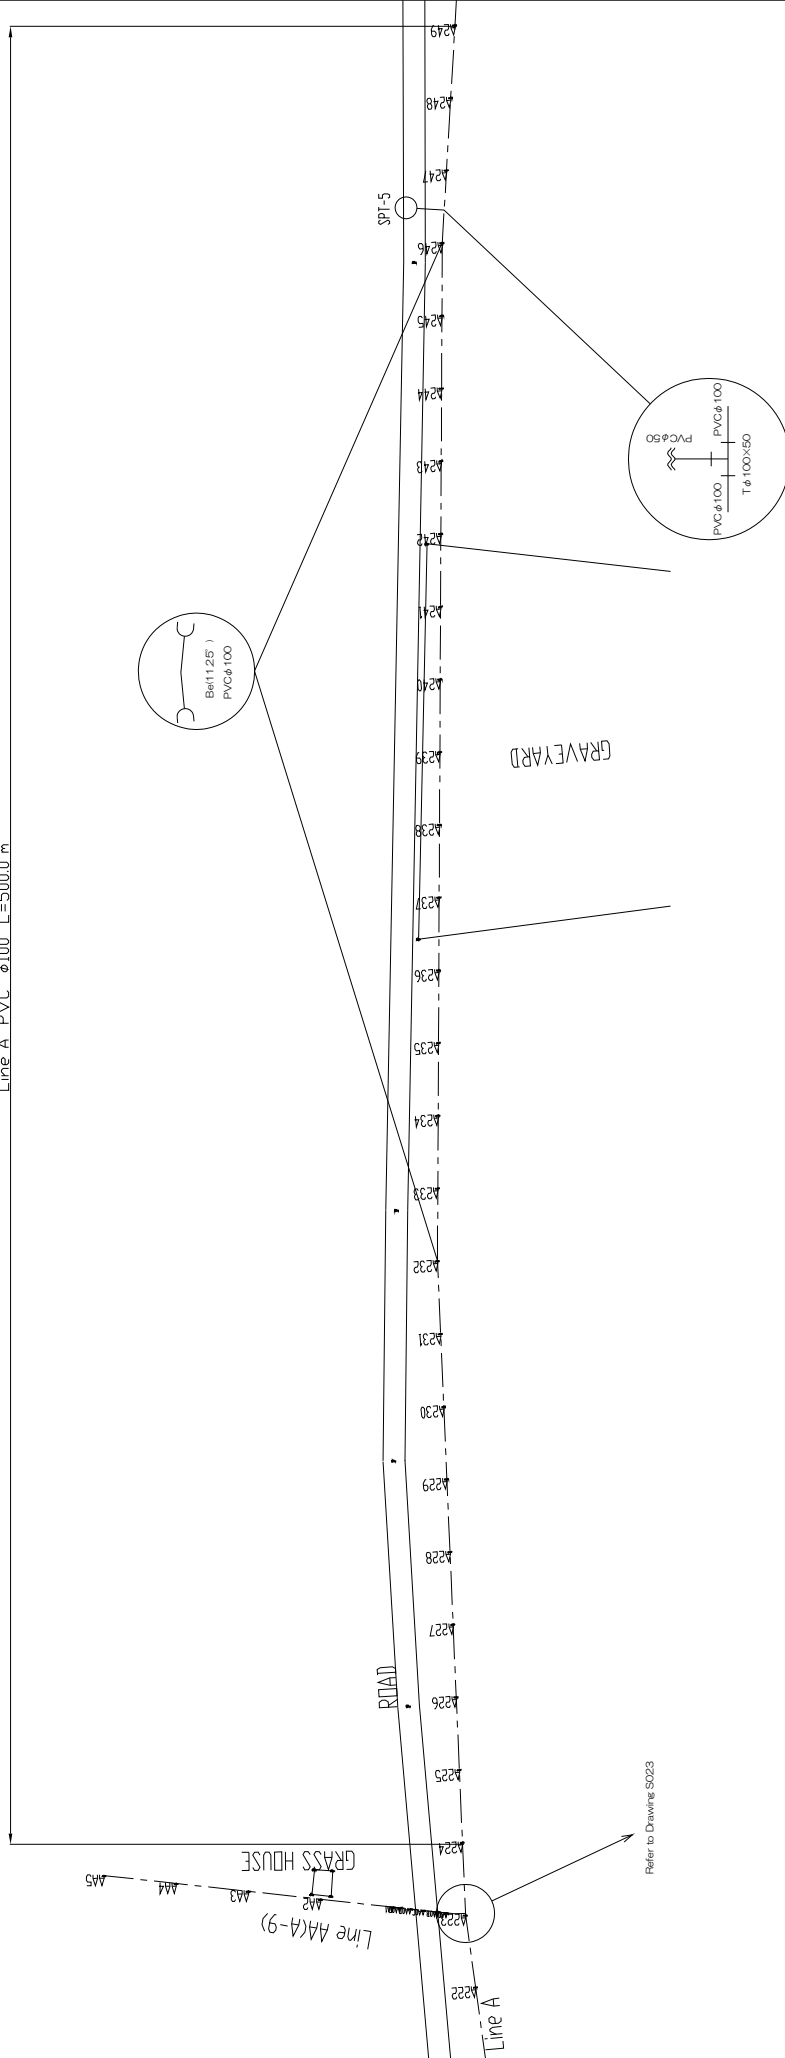 A249
A248
A247
SPT-5
A246
A245
A244
PVCφ50
PVCφ100
PVCφ100
Tφ100×50
A243
A242
A241
Be(11.25°)
PVCφ100
A240
A239
GRAVEYARD
A238
Line A PVC φ100 L=500.0 m
A237
A236
A235
A234
A233
A232
A231
A230
A229
A228
A227
ROAD
A226
A225
Refer to Drawing S023
A224
GRASS HOUSE
AA5
AA4
AA3
AA2
Line AA(A-9)
A223
A222
Line A